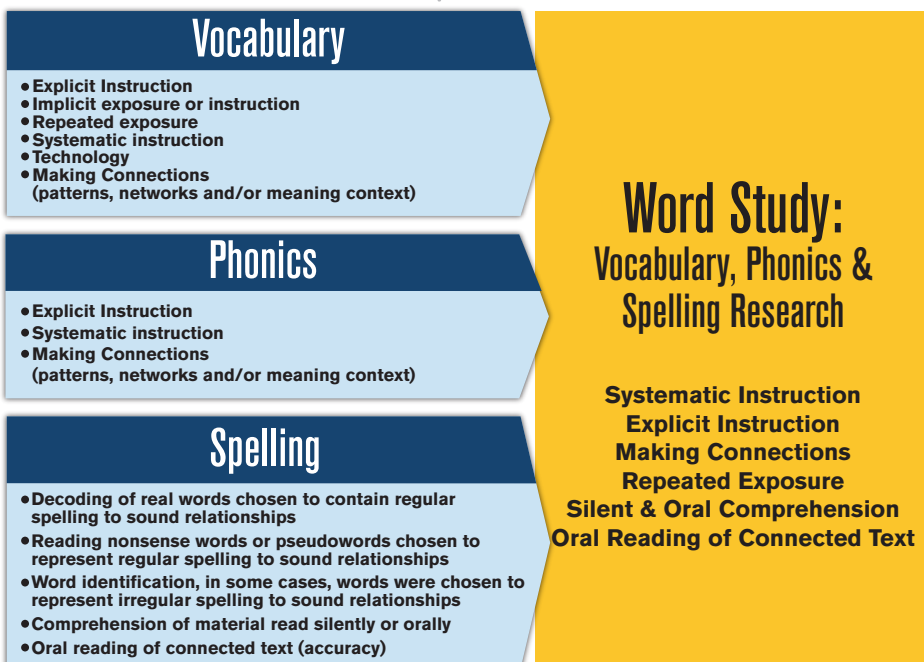 Vocabulary
• Explicit Instruction
• Implicit exposure or instruction
• Repeated exposure
• Systematic instruction
• Technology
• Making Connections
(patterns, networks and/or meaning context)
Phonics
• Explicit Instruction
• Systematic instruction
• Making Connections
(patterns, networks and/or meaning context)
Spelling
• Decoding of real words chosen to contain regular
spelling to sound relationships
• Reading nonsense words or pseudowords chosen to
represent regular spelling to sound relationships
• Word identification, in some cases, words were chosen to
represent irregular spelling to sound relationships
• Comprehension of material read silently or orally
• Oral reading of connected text (accuracy)
Word Study:
Vocabulary, Phonics &
Spelling Research
Systematic Instruction
Explicit Instruction
Making Connections
Repeated Exposure
Silent & Oral Comprehension
Oral Reading of Connected Text